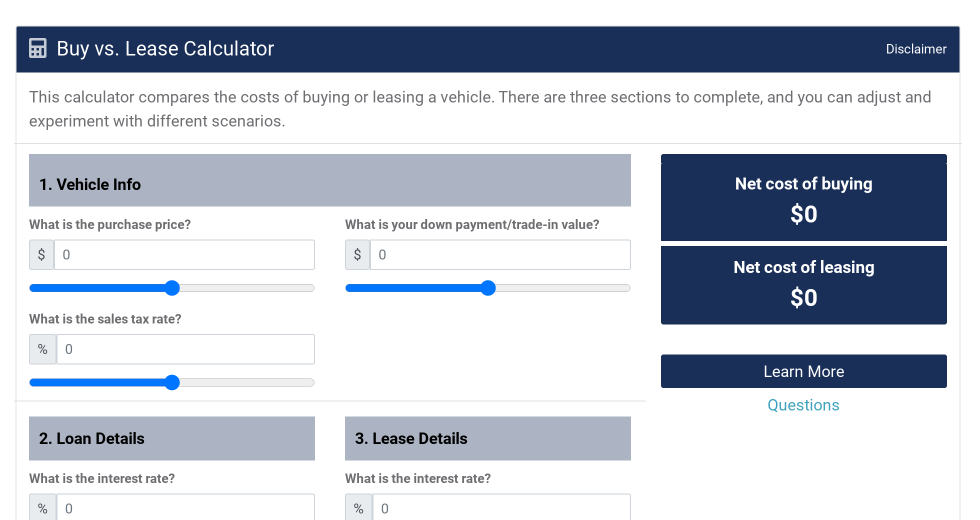 Buy vs. Lease Calculator
Disclaimer
This calculator compares the costs of buying or leasing a vehicle. There are three sections to complete, and you can adjust and
experiment with different scenarios.
1. Vehicle Info
What is the purchase price?
$ 0
What is your down payment/trade-in value?
$ 0
What is the sales tax rate?
% 0
Net cost of buying
$0
Net cost of leasing
$0
Learn More
Questions
2. Loan Details
What is the interest rate?
% 0
3. Lease Details
What is the interest rate?
% 0